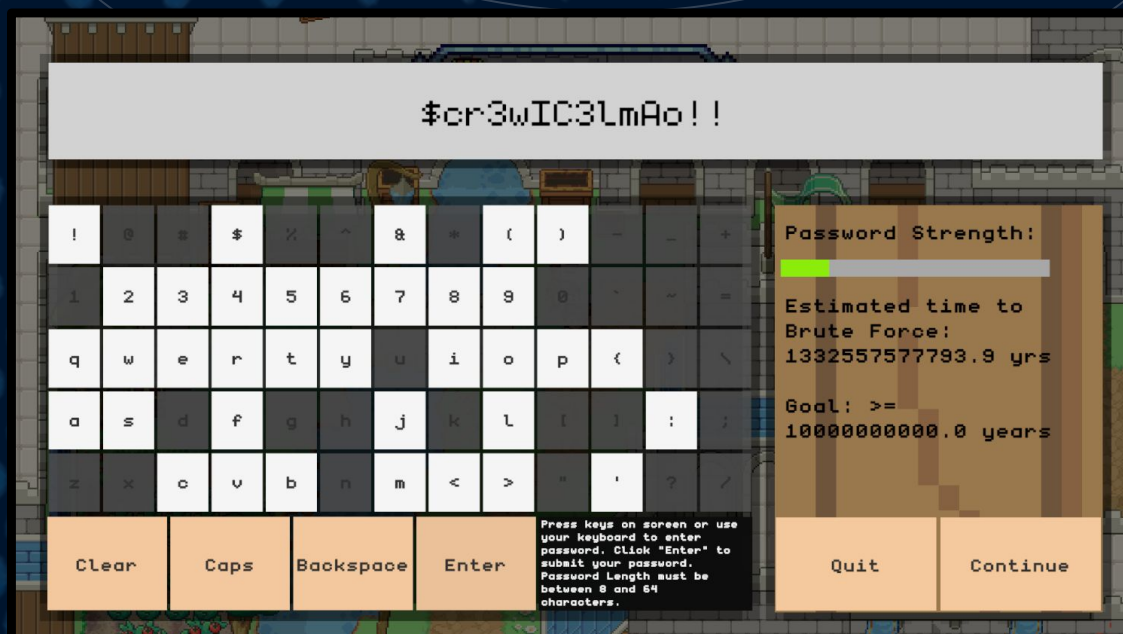 $cr3wIC3lmAo!!
! @ # $ % ^ & * ( ) - _ +
1 2 3 4 5 6 7 8 9 0 ` ~ =
q w e r t y u i o p { } \
a s d f g h j k l [ ] : ;
z x c v b n m < > " ' ? /
Clear Caps Backspace Enter
Press keys on screen or use
your keyboard to enter
password. Click "Enter" to
submit your password.
Password Length must be
between 8 and 64
characters.
Password Strength:
Estimated time to
Brute Force:
1332557577793.9 yrs
Goal: >=
10000000000.0 years
Quit Continue